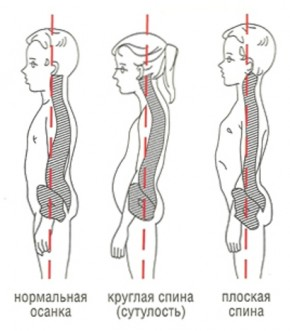 нормальная
осанка
круглая спина
(сутулость)
плоская
спина